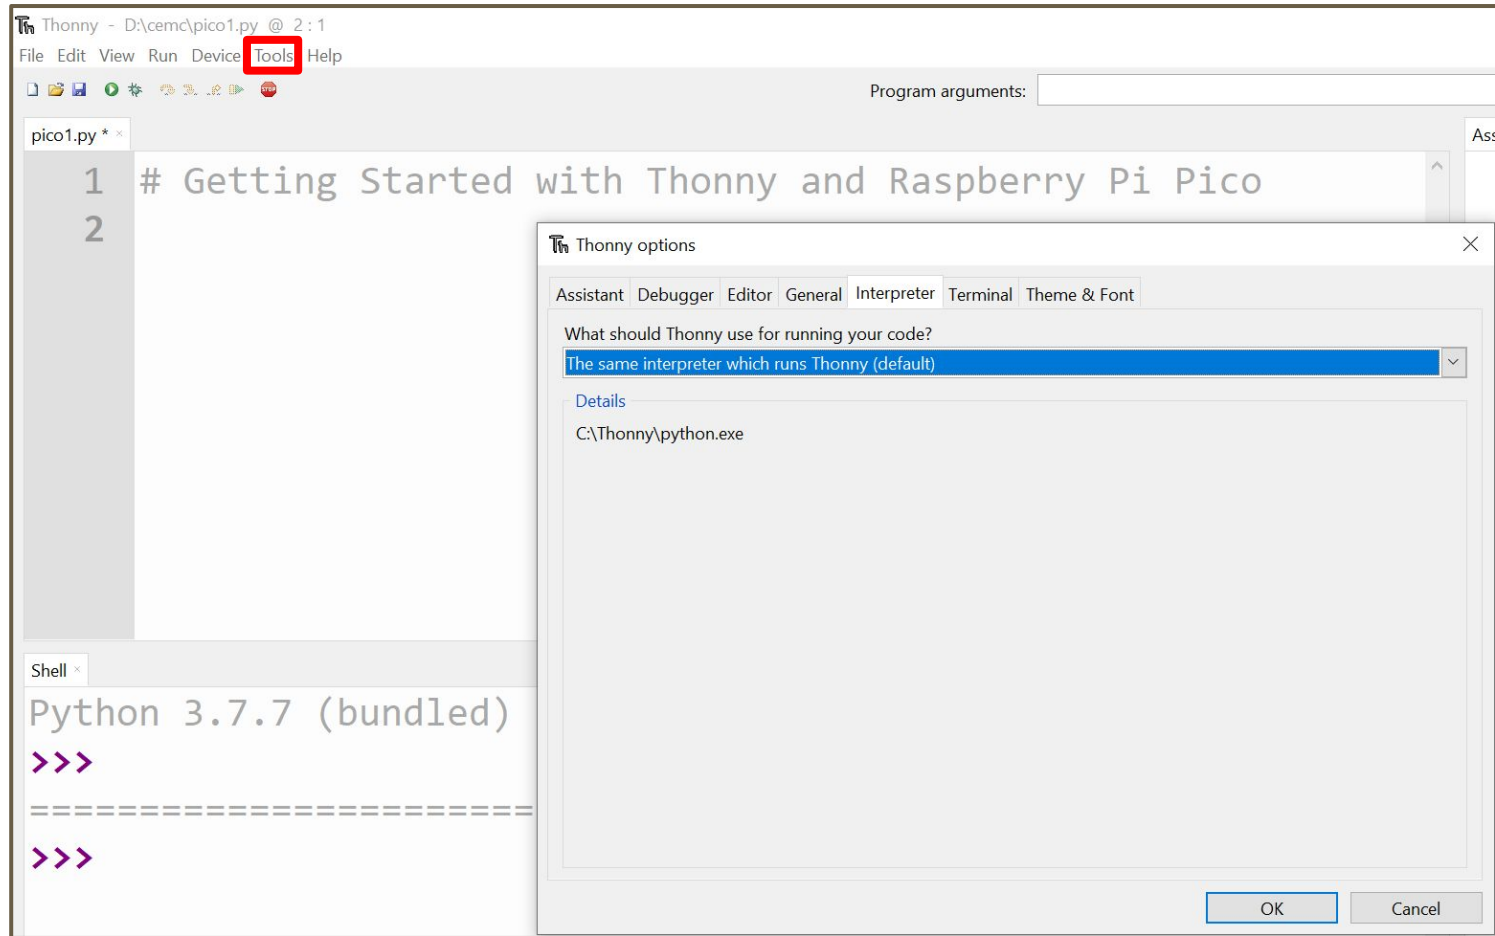 Thonny - D:\cemc\pico1.py @ 2 : 1
File Edit View Run Device Tools Help
STOP
Program arguments:
pico1.py *
1 # Getting Started with Thonny and Raspberry Pi Pico
2
Thonny options
Assistant Debugger Editor General Interpreter Terminal Theme & Font
What should Thonny use for running your code?
The same interpreter which runs Thonny (default)
Details
C:\Thonny\python.exe
OK Cancel
Shell
Python 3.7.7 (bundled)
>>>
=======================
>>>